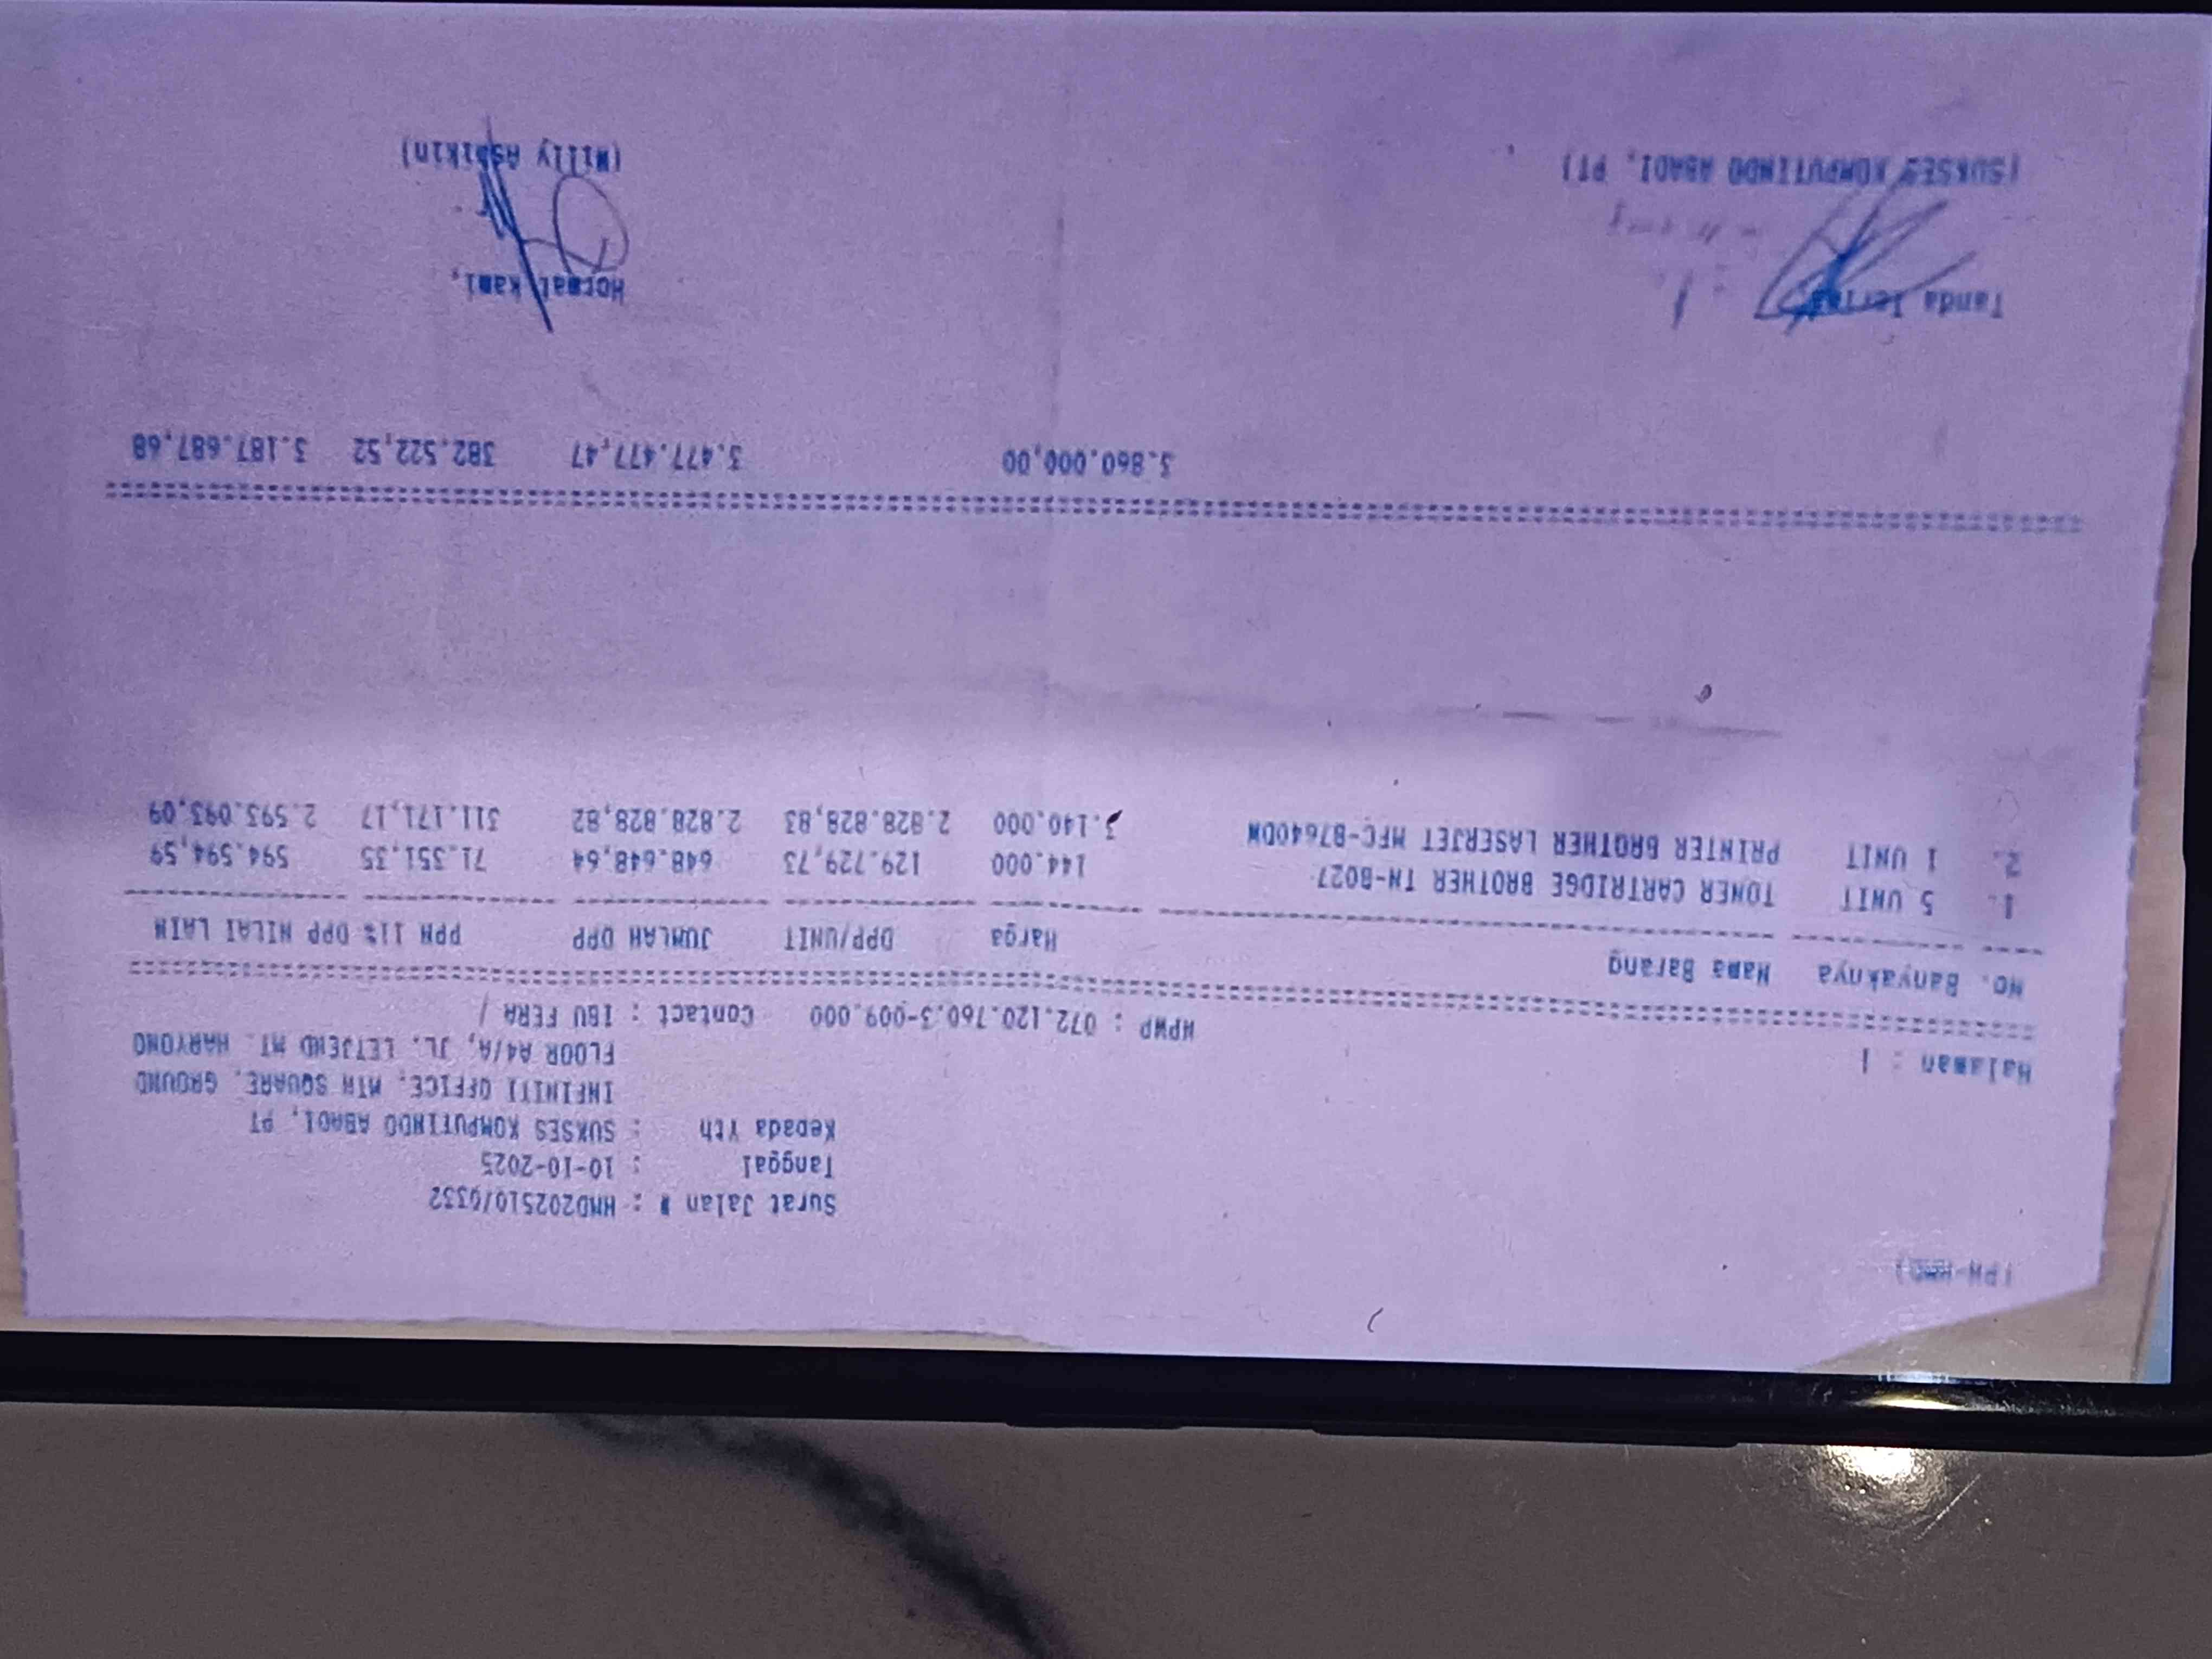 (PN-HMD)
Surat Jalan # : HMD202510/0332
Tanggal : 10-10-2025
Kepada Yth : SUKSES KOMPUTINDO ABADI, PT
INFINITI OFFICE, MTH SQUARE, GROUND
FLOOR A4/A, JL. LETJEND MT. HARYONO
Halaman : 1
NPWP : 072.120.760.3-009.000 Contact : IBU FERA /
No. Banyaknya Nama Barang Harga DPP/UNIT JUMLAH DPP PPN 11% DPP NILAI LAIN
1. 5 UNIT TONER CARTRIDGE BROTHER TN-B027 144.000 129.729,73 648.648,64 71.351,35 594.594,59
2. 1 UNIT PRINTER BROTHER LASERJET MFC-B7640DW 3.140.000 2.828.828,83 2.828.828,82 311.171,17 2.593.093,09
3.860.000,00 3.477.477,47 382.522,52 3.187.687,68
Tanda Terima Hormat kami,
(SUKSES KOMPUTINDO ABADI, PT) (Willy Asbikin)